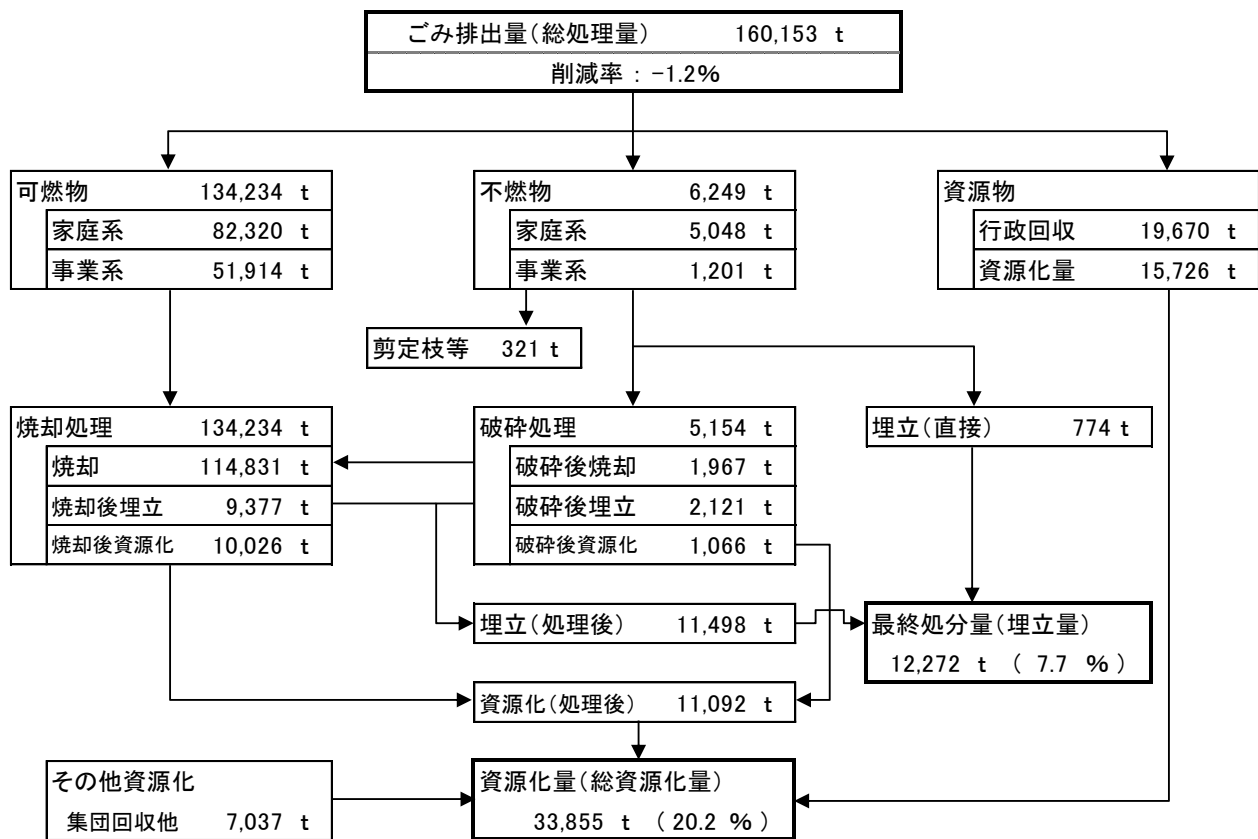 ごみ排出量（総処理量） 160,153 t
削減率 : -1.2%
可燃物 134,234 t
家庭系 82,320 t
事業系 51,914 t
不燃物 6,249 t
家庭系 5,048 t
事業系 1,201 t
資源物
行政回収 19,670 t
資源化量 15,726 t
剪定枝等 321 t
焼却処理 134,234 t
焼却 114,831 t
焼却後埋立 9,377 t
焼却後資源化 10,026 t
破砕処理 5,154 t
破砕後焼却 1,967 t
破砕後埋立 2,121 t
破砕後資源化 1,066 t
埋立（直接） 774 t
埋立（処理後） 11,498 t
最終処分量（埋立量）
12,272 t （ 7.7 % ）
資源化（処理後） 11,092 t
その他資源化
集団回収他 7,037 t
資源化量（総資源化量）
33,855 t （ 20.2 % ）